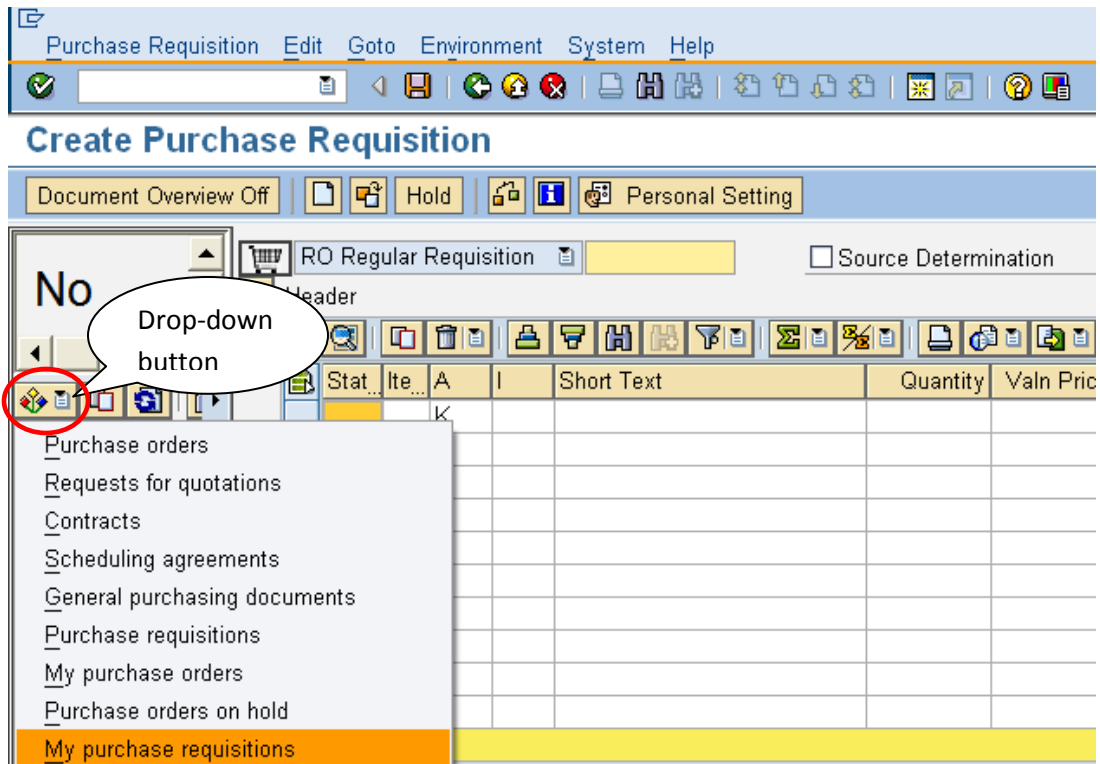 Purchase Requisition Edit Goto Environment System Help
Create Purchase Requisition
Document Overview Off Hold Personal Setting
RO Regular Requisition Source Determination
No
Header
Drop-down
button
Stat.. Ite... A I Short Text Quantity Valn Pric
K
Purchase orders
Requests for quotations
Contracts
Scheduling agreements
General purchasing documents
Purchase requisitions
My purchase orders
Purchase orders on hold
My purchase requisitions